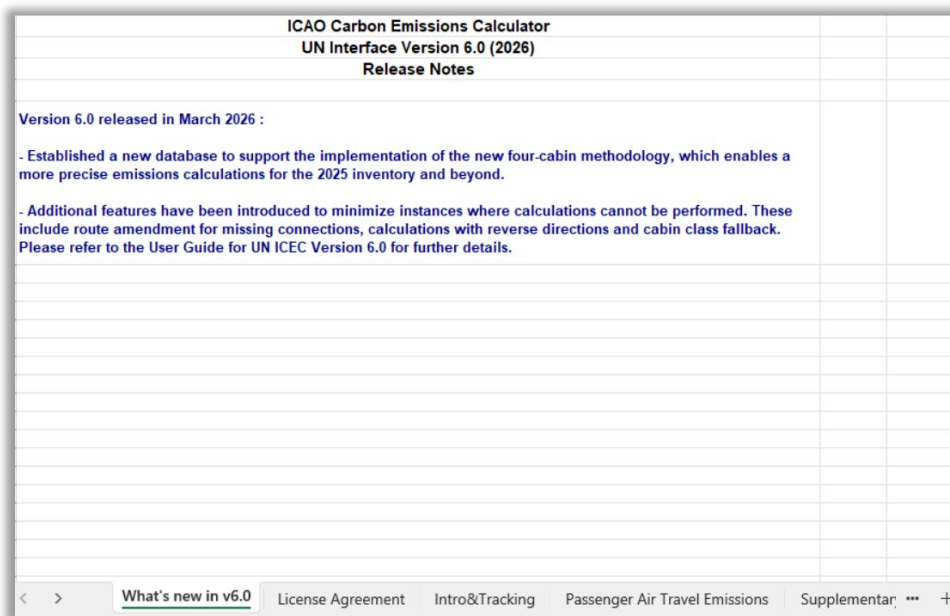 ICAO Carbon Emissions Calculator
UN Interface Version 6.0 (2026)
Release Notes
Version 6.0 released in March 2026 :
- Established a new database to support the implementation of the new four-cabin methodology, which enables a
more precise emissions calculations for the 2025 inventory and beyond.
- Additional features have been introduced to minimize instances where calculations cannot be performed. These
include route amendment for missing connections, calculations with reverse directions and cabin class fallback.
Please refer to the User Guide for UN ICEC Version 6.0 for further details.
What's new in v6.0 License Agreement Intro&Tracking Passenger Air Travel Emissions Supplementar